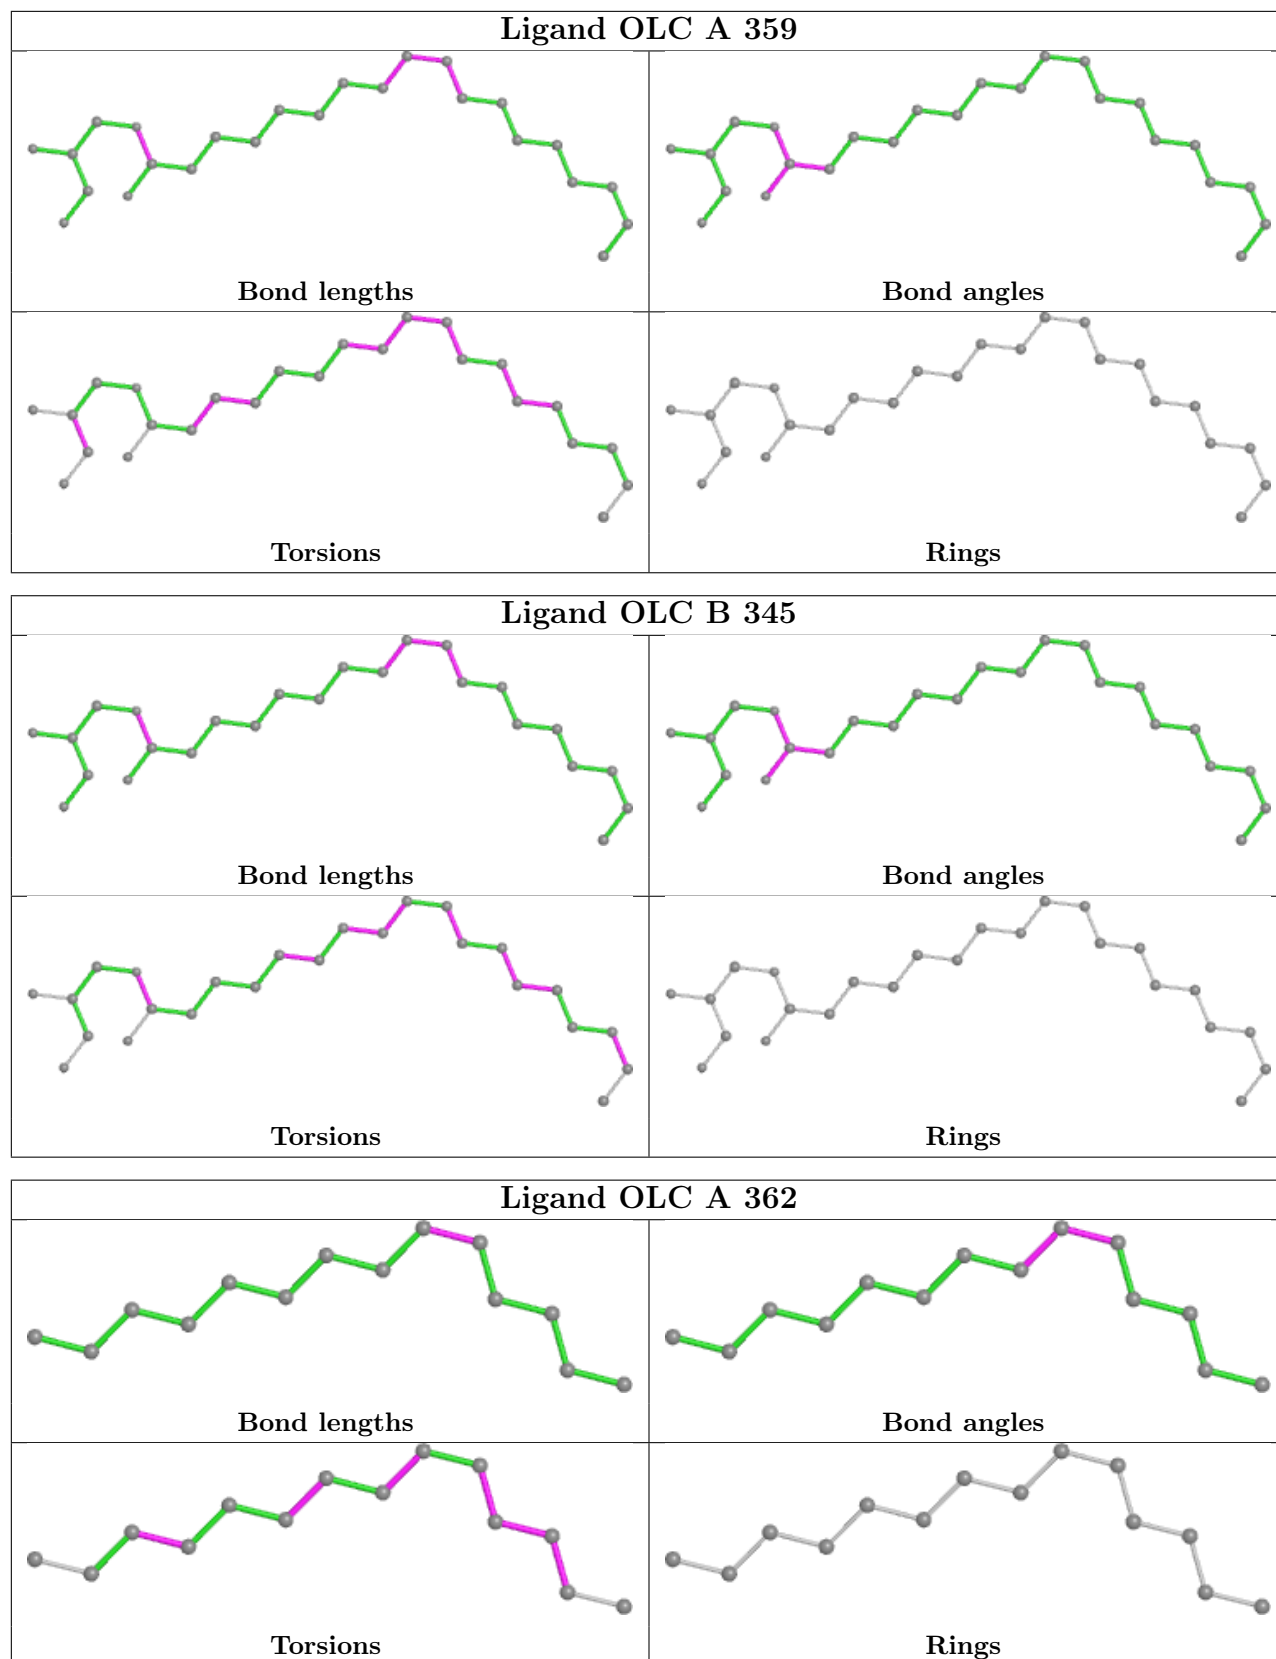 Ligand OLC A 359
Bond lengths
Bond angles
Torsions
Rings
Ligand OLC B 345
Bond lengths
Bond angles
Torsions
Rings
Ligand OLC A 362
Bond lengths
Bond angles
Torsions
Rings